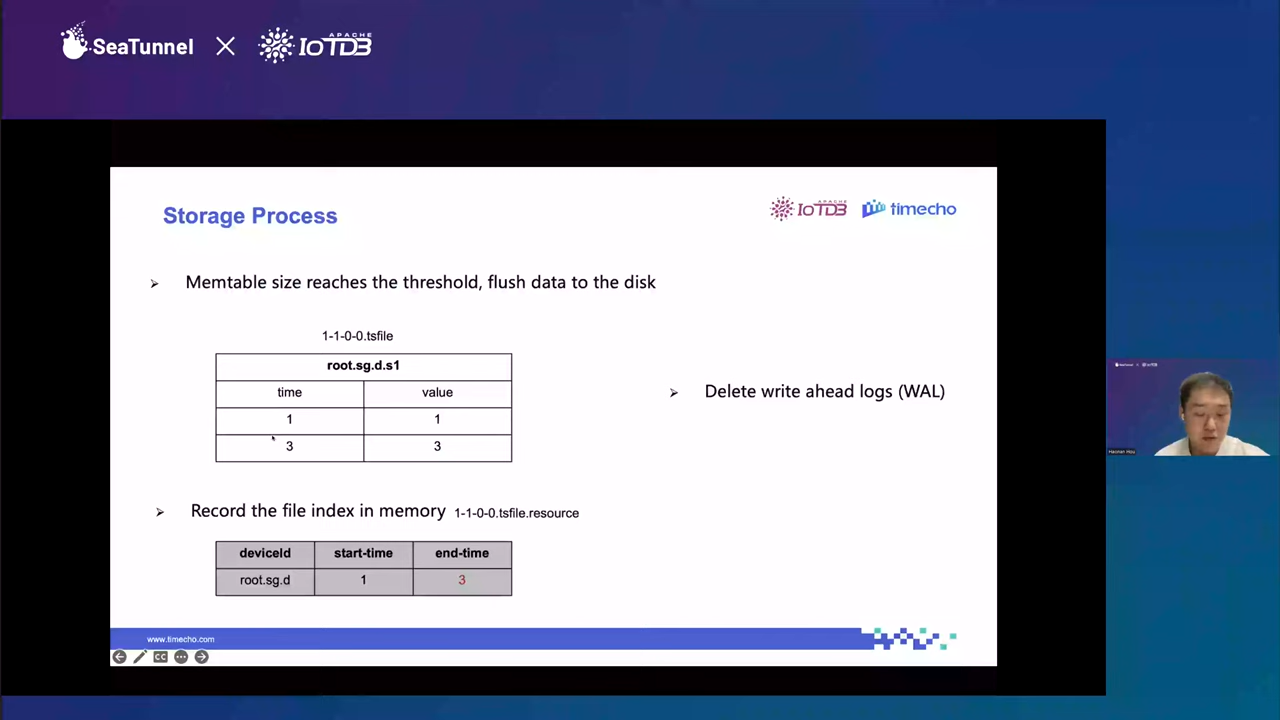 SeaTunnel X APACHE IoTDB
Storage Process
APACHE IoTDB timecho
Memtable size reaches the threshold, flush data to the disk
1-1-0-0.tsfile
root.sg.d.s1
time value
1 1
3 3
Delete write ahead logs (WAL)
Record the file index in memory 1-1-0-0.tsfile.resource
deviceId start-time end-time
root.sg.d 1 3
www.timecho.com
CC
Haonan Hou